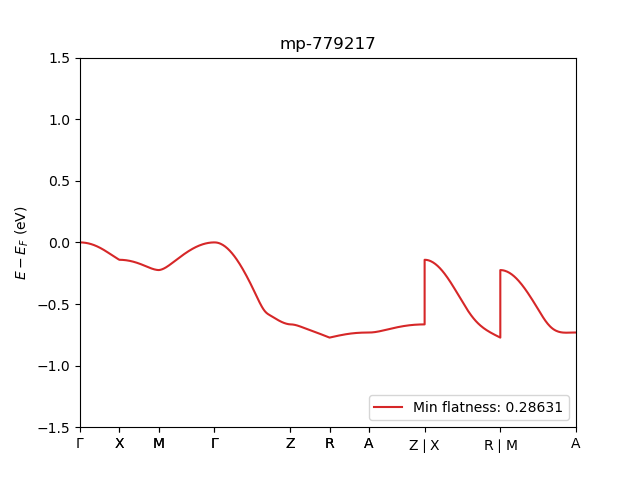 mp-779217
1.5
1.0
0.5
0.0
−0.5
−1.0
−1.5
E − E_F (eV)
Min flatness: 0.28631
Γ X M Γ Z R A Z | X R | M A